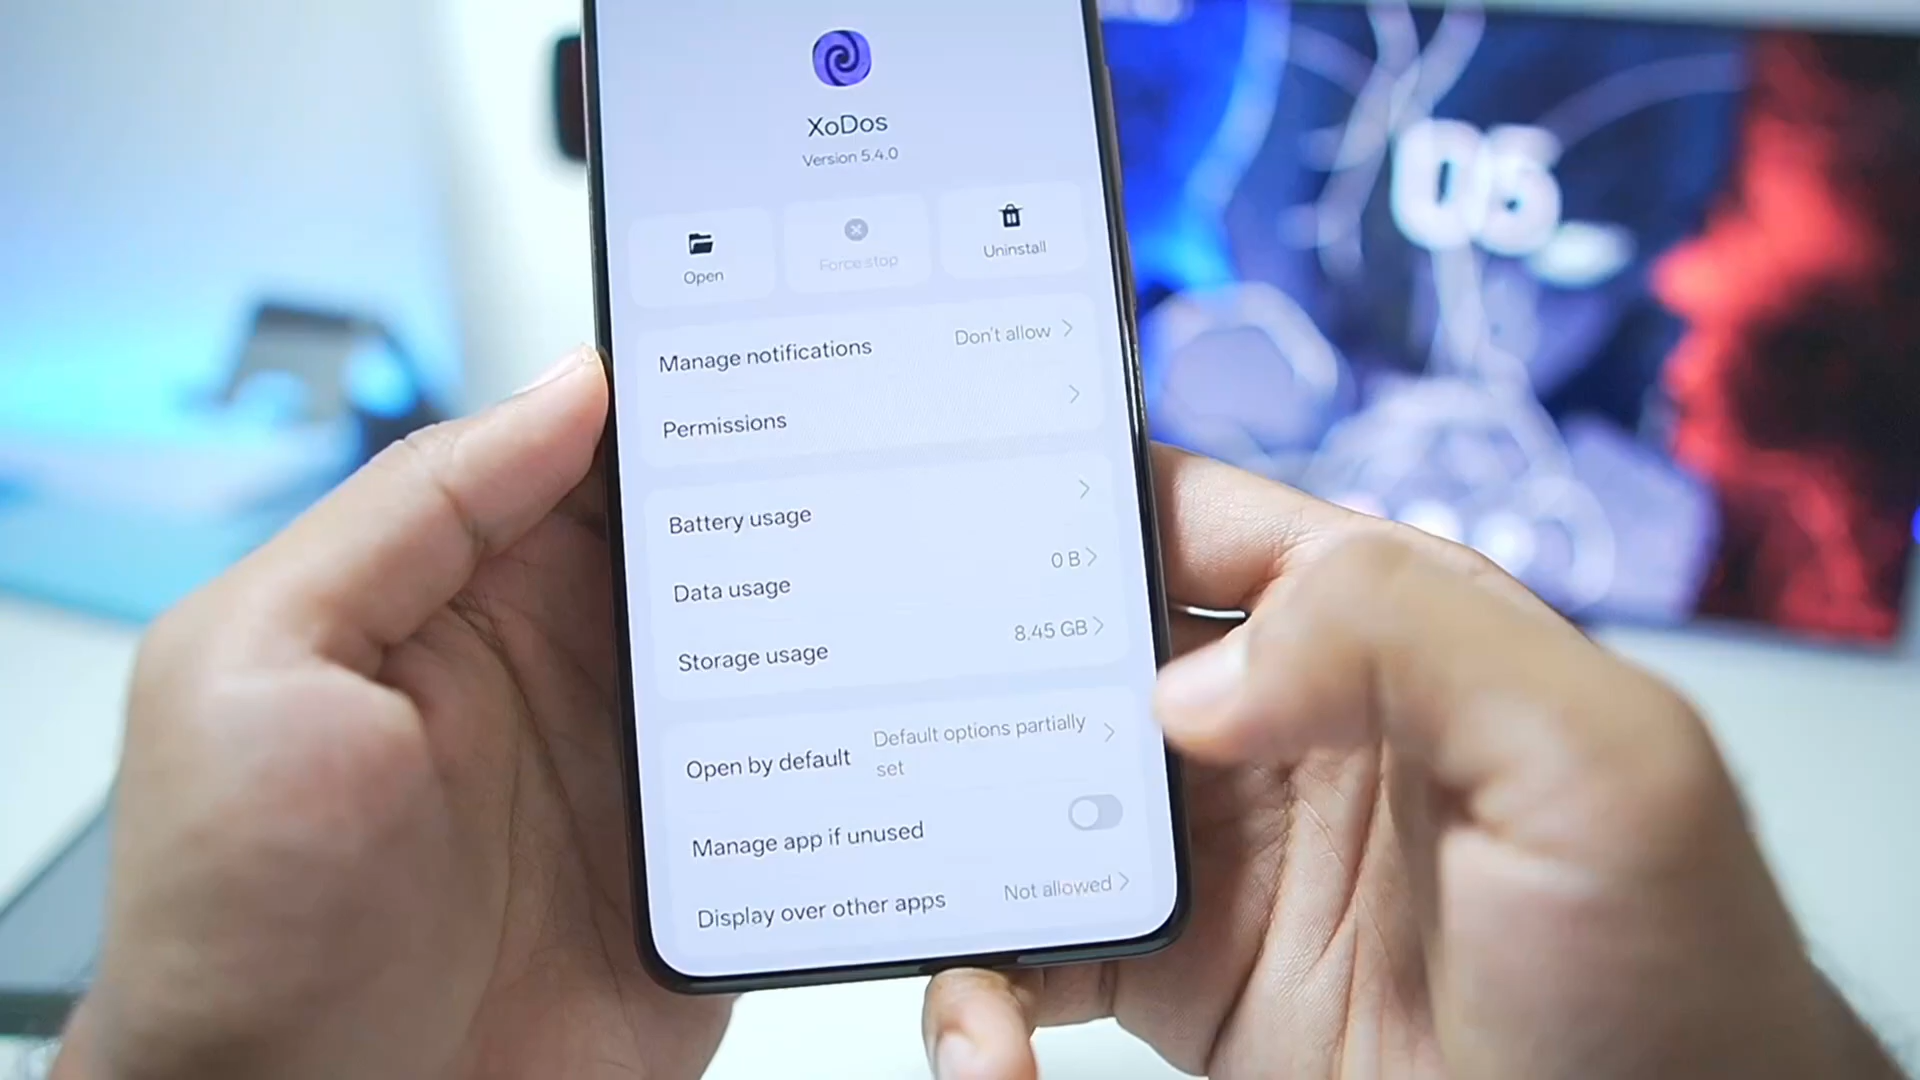 XoDos
Version 5.4.0
Open
Force stop
Uninstall
Manage notifications
Don't allow
Permissions
Battery usage
Data usage
0 B
Storage usage
8.45 GB
Open by default
Default options partially
set
Manage app if unused
Display over other apps
Not allowed
05